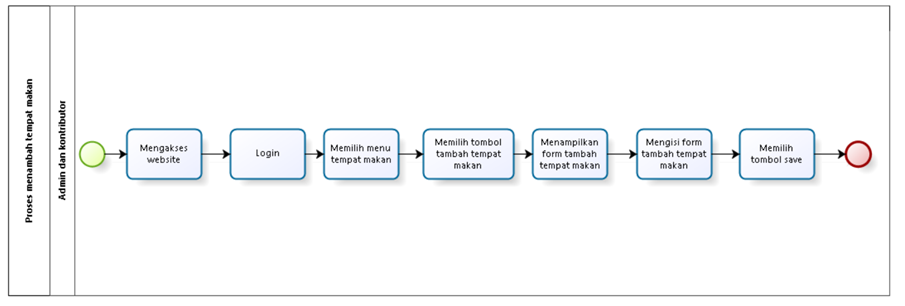 Proses menambah tempat makan
Admin dan kontributor
Mengakses
website
Login
Memilih menu
tempat makan
Memilih tombol
tambah tempat
makan
Menampilkan
form tambah
tempat makan
Mengisi form
tambah tempat
makan
Memilih
tombol save